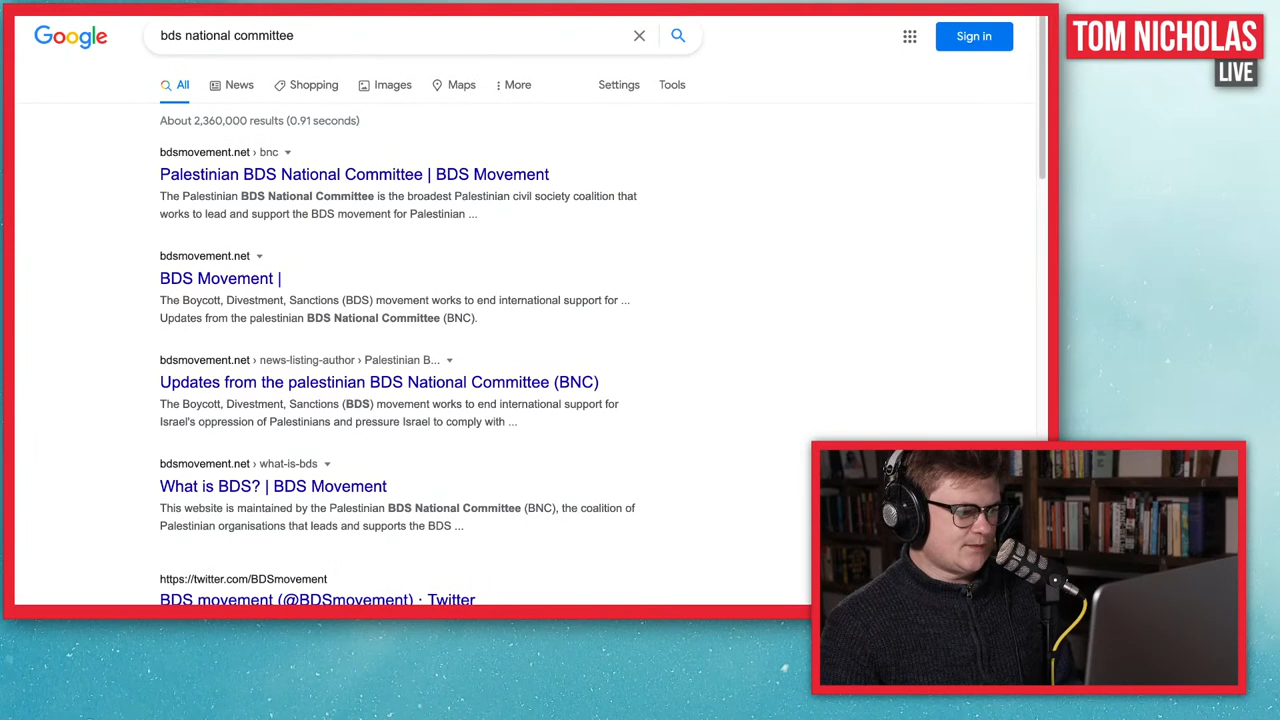 TOM NICHOLAS
LIVE
Google
bds national committee
Sign in
All
News
Shopping
Images
Maps
More
Settings
Tools
About 2,360,000 results (0.91 seconds)
bdsmovement.net › bnc
Palestinian BDS National Committee | BDS Movement
The Palestinian BDS National Committee is the broadest Palestinian civil society coalition that
works to lead and support the BDS movement for Palestinian ...
bdsmovement.net
BDS Movement |
The Boycott, Divestment, Sanctions (BDS) movement works to end international support for ...
Updates from the palestinian BDS National Committee (BNC).
bdsmovement.net › news-listing-author › Palestinian B...
Updates from the palestinian BDS National Committee (BNC)
The Boycott, Divestment, Sanctions (BDS) movement works to end international support for
Israel's oppression of Palestinians and pressure Israel to comply with ...
bdsmovement.net › what-is-bds
What is BDS? | BDS Movement
This website is maintained by the Palestinian BDS National Committee (BNC), the coalition of
Palestinian organisations that leads and supports the BDS ...
https://twitter.com/BDSmovement
BDS movement (@BDSmovement) · Twitter